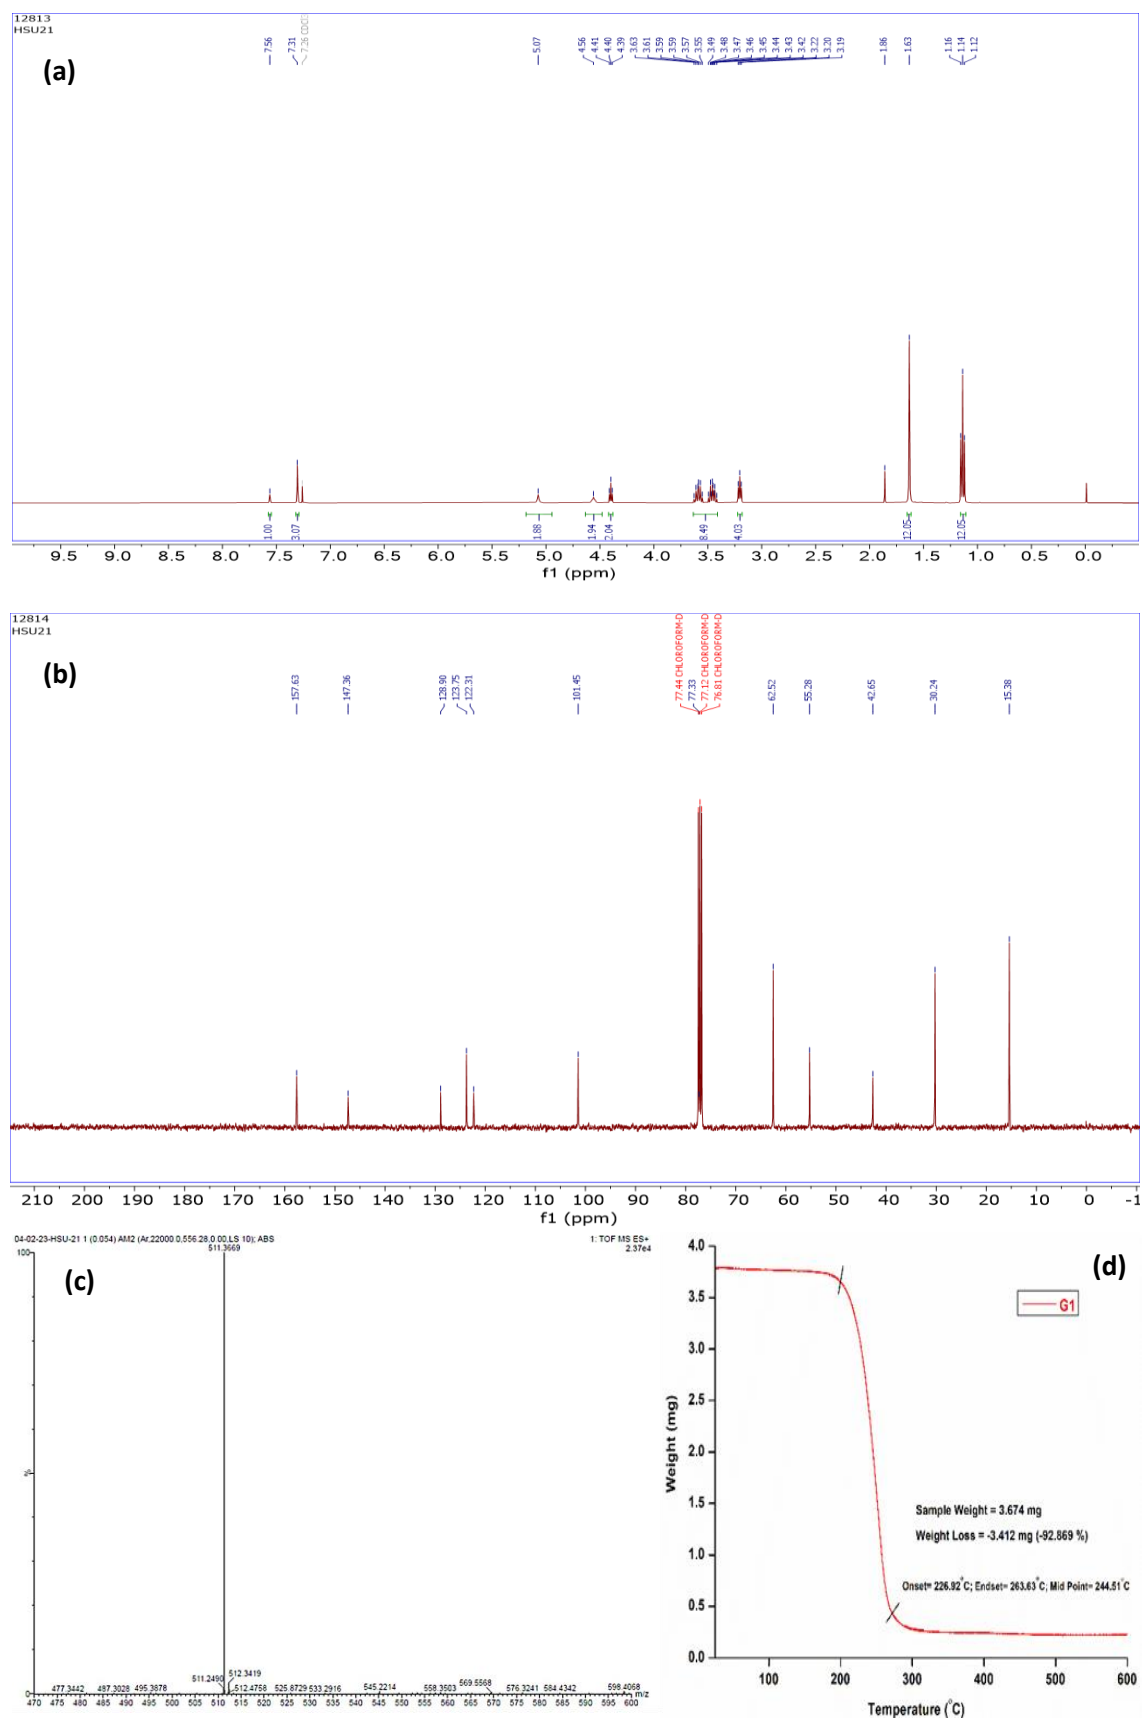 12813
HSU21
(a)
7.56
7.31
7.26 CDCl3
5.07
4.56
4.41
4.40
4.39
3.63
3.61
3.59
3.59
3.57
3.55
3.49
3.48
3.47
3.46
3.45
3.44
3.43
3.42
3.22
3.20
3.19
1.86
1.63
1.16
1.14
1.12
1.00
3.07
1.88
1.94
2.04
8.49
4.03
12.05
12.05
9.5 9.0 8.5 8.0 7.5 7.0 6.5 6.0 5.5 5.0 4.5 4.0 3.5 3.0 2.5 2.0 1.5 1.0 0.5 0.0
f1 (ppm)
12814
HSU21
(b)
157.63
147.36
128.90
123.75
122.31
101.45
77.44 CHLOROFORM-D
77.33
77.12 CHLOROFORM-D
76.81 CHLOROFORM-D
62.52
55.28
42.65
30.24
15.38
210 200 190 180 170 160 150 140 130 120 110 100 90 80 70 60 50 40 30 20 10 0 -1
f1 (ppm)
04-02-23-HSU-21 1 (0.054) AM2 (Ar,22000.0,556.28,0.00,LS 10); ABS
1: TOF MS ES+
2.37e4
511.3669
100
(c)
%
0
477.3442 487.3028 495.3878 511.2490 512.3419 512.4758 525.8729 533.2916 545.2214 558.3503 569.5568 576.3241 584.4342 598.4068
m/z
470 475 480 485 490 495 500 505 510 515 520 525 530 535 540 545 550 555 560 565 570 575 580 585 590 595 600
(d)
G1
4.0
3.5
3.0
2.5
2.0
1.5
1.0
0.5
0.0
Weight (mg)
Sample Weight = 3.674 mg
Weight Loss = -3.412 mg (-92.869 %)
Onset= 226.92°C; Endset= 263.63°C; Mid Point= 244.51°C
100 200 300 400 500 600
Temperature (°C)